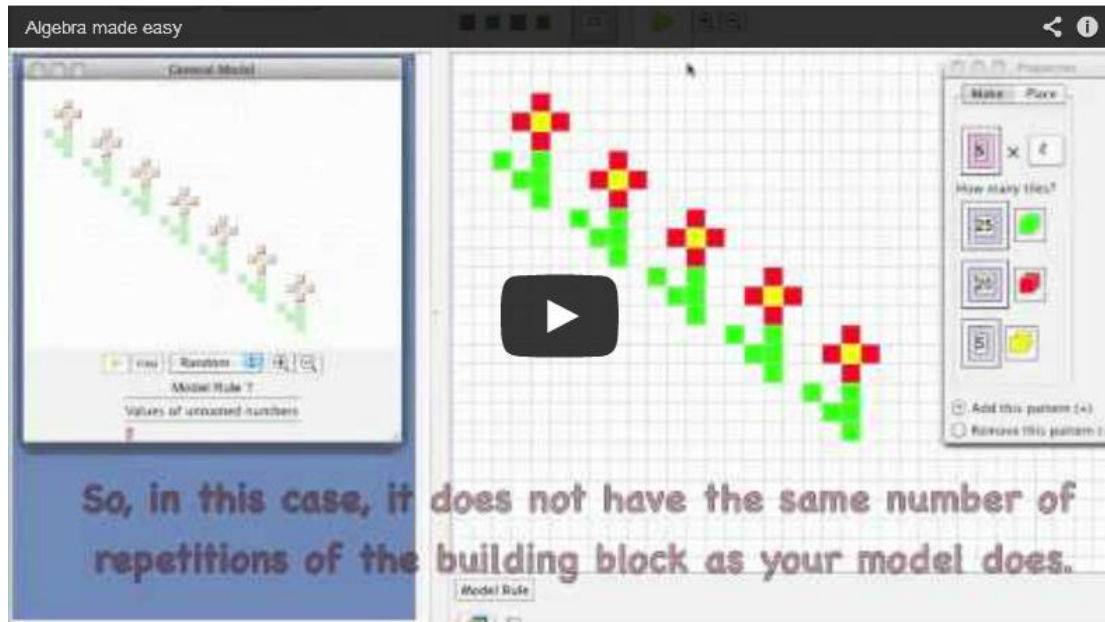 Algebra made easy
General Model
Properties
Make Place
5 x
How many tiles?
25
20
5
Random
Model Rule ?
Values of unnamed numbers
Add this pattern (+)
Remove this pattern (
So, in this case, it does not have the same number of
repetitions of the building block as your model does.
Model Rule